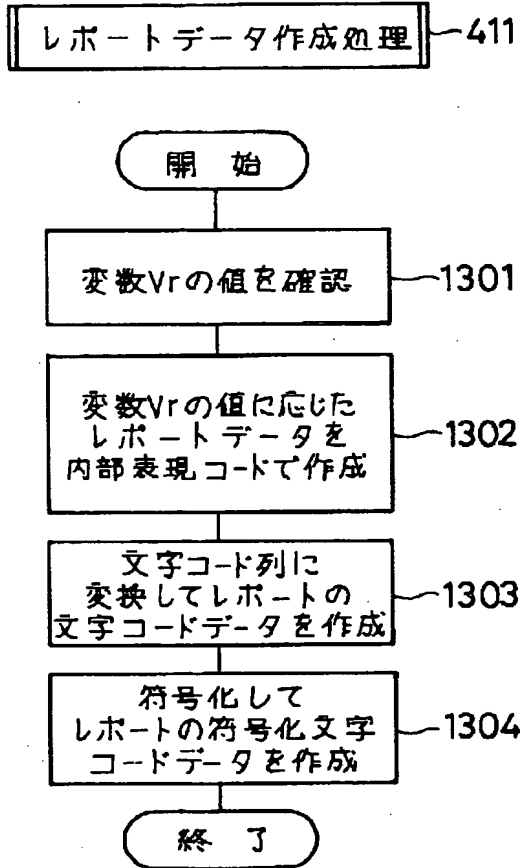 レポートデータ作成処理 411
開始
変数Vrの値を確認 1301
変数Vrの値に応じた
レポートデータを 1302
内部表現コードで作成
文字コード列に
変換してレポートの 1303
文字コードデータを作成
符号化して
レポートの符号化文字 1304
コードデータを作成
終了